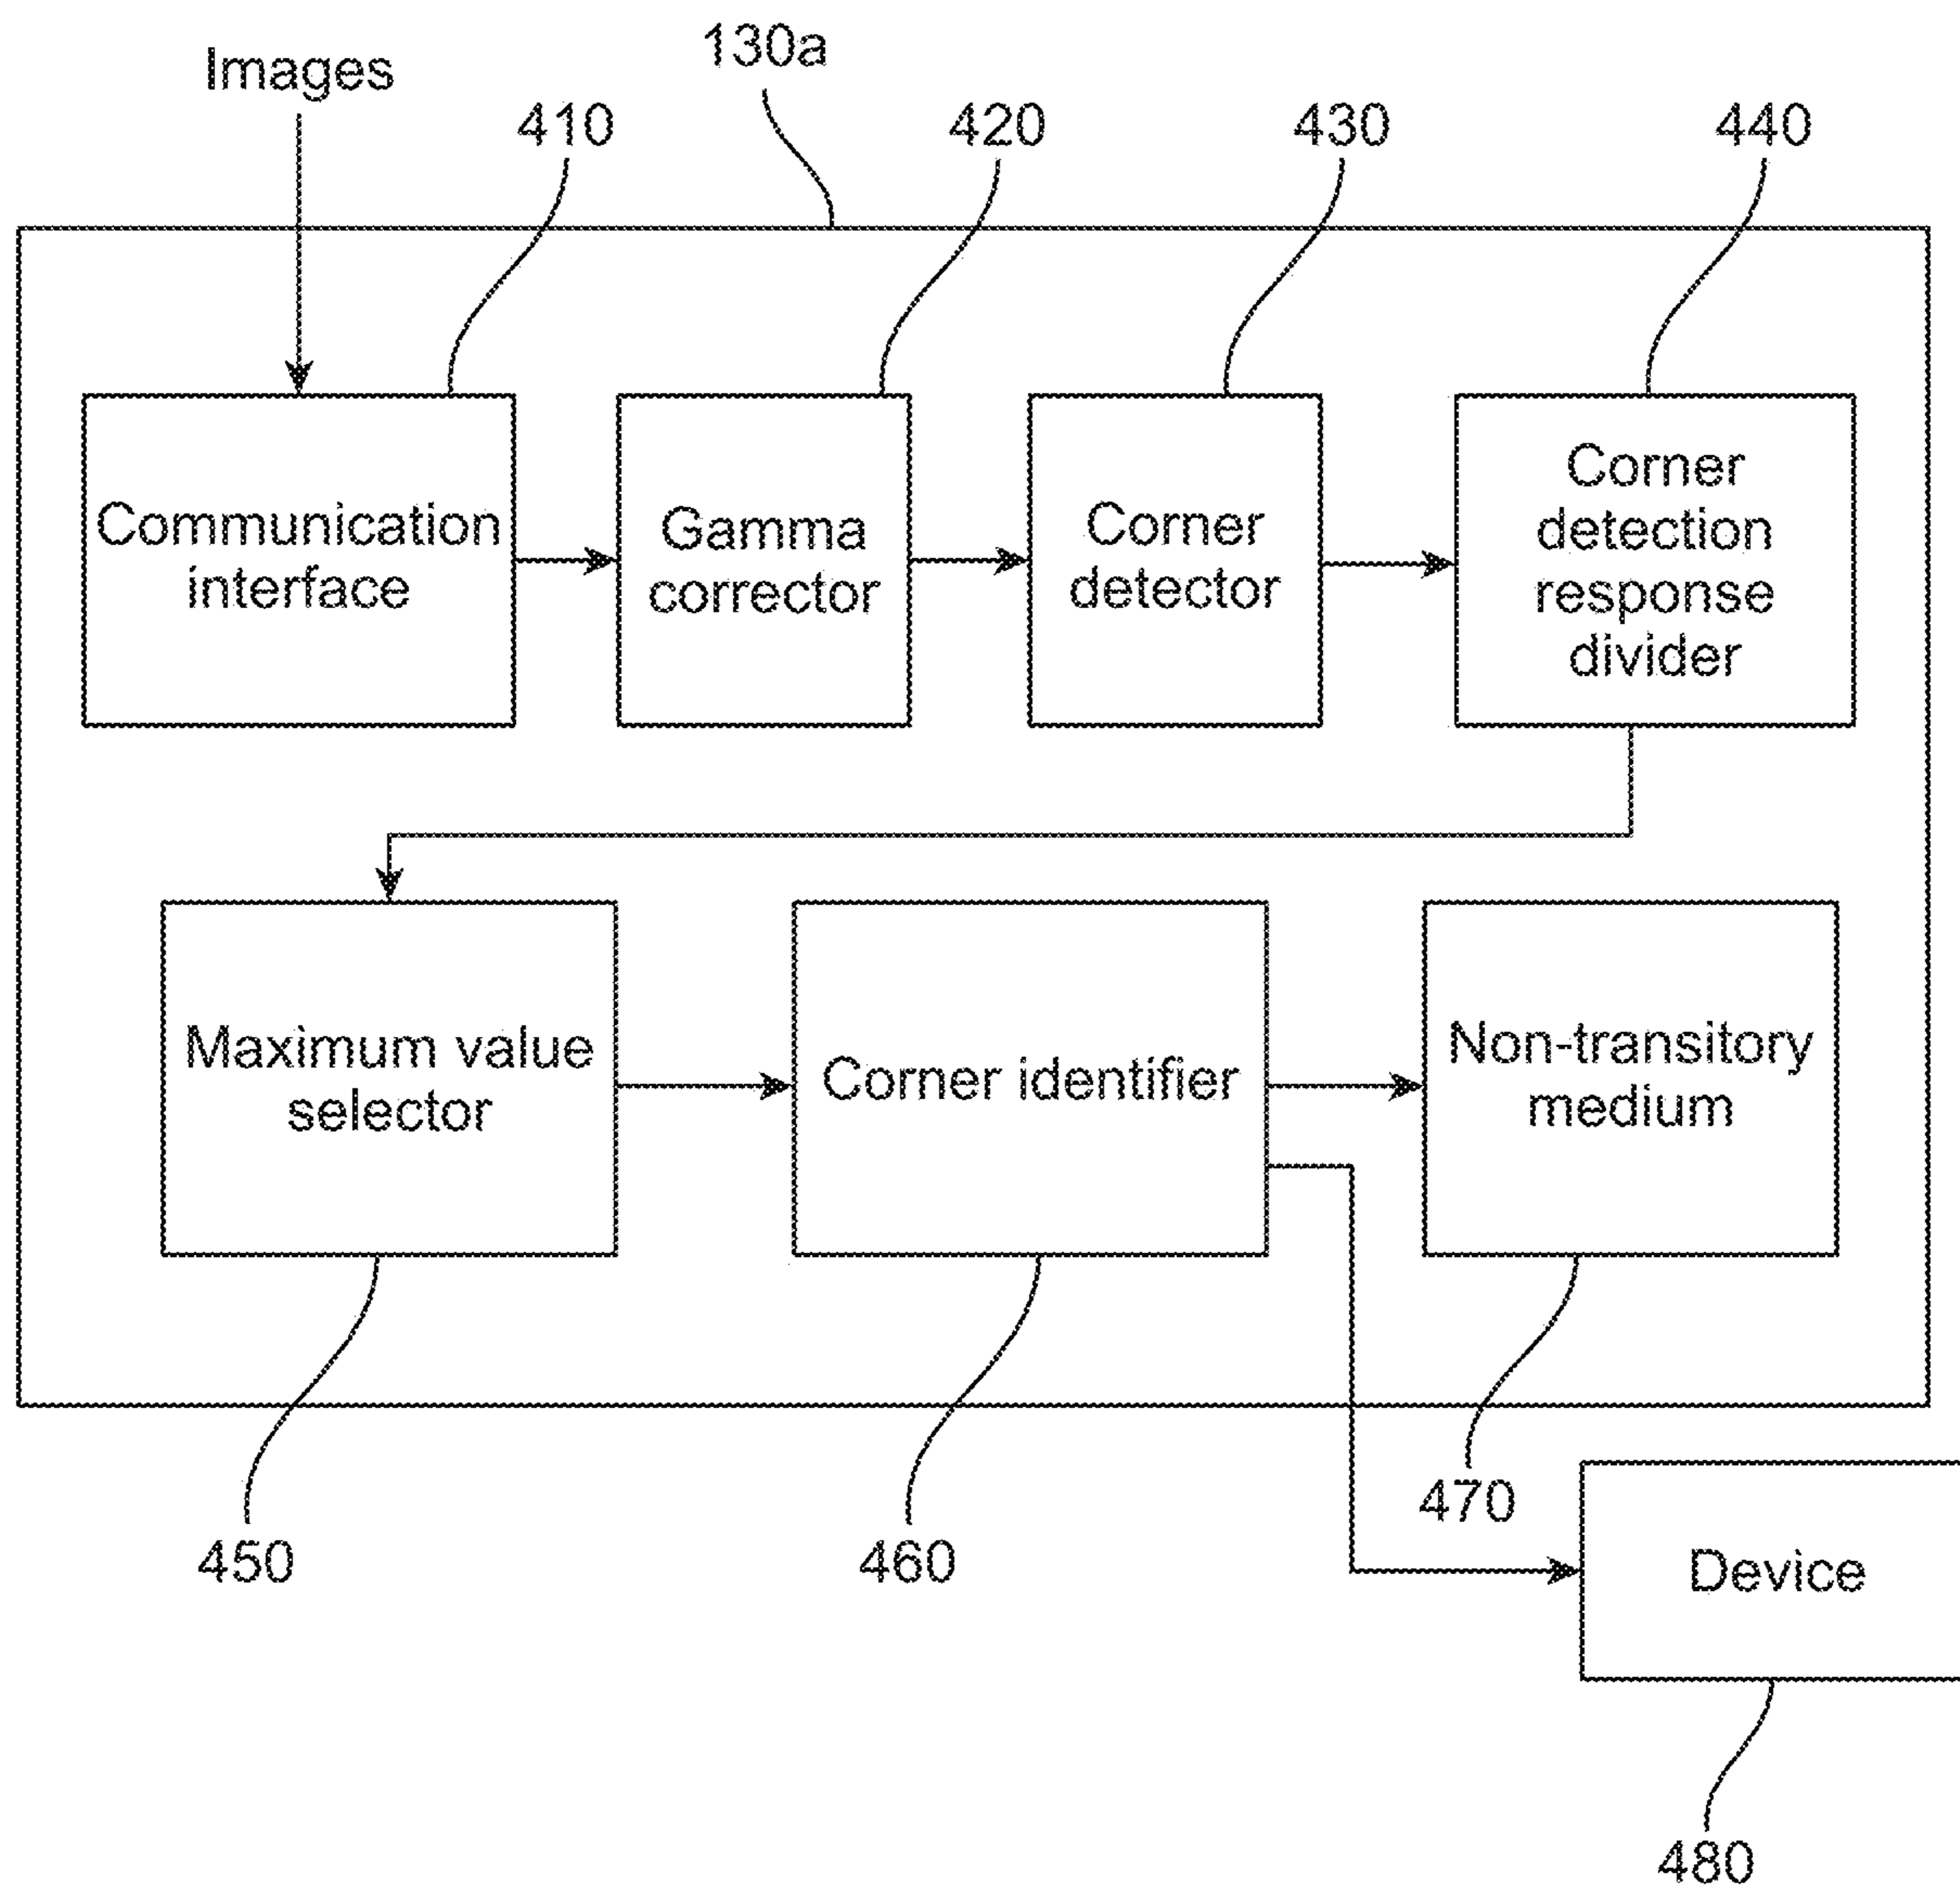 130a
Images
410
420
430
440
Communication
interface
Gamma
corrector
Corner
detector
Corner
detection
response
divider
Maximum value
selector
Corner identifier
Non-transitory
medium
450
460
470
Device
480